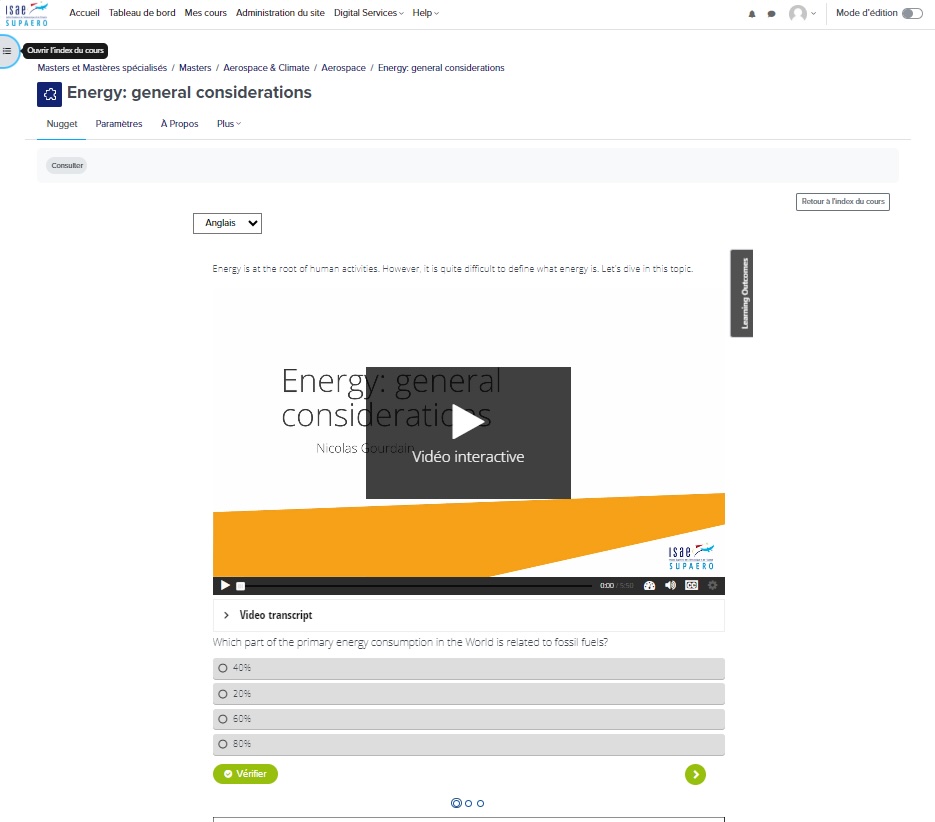 isae
SUPAERO
Accueil Tableau de bord Mes cours Administration du site Digital Services Help Mode d'édition
Ouvrir l'index du cours
Masters et Mastères spécialisés / Masters / Aerospace & Climate / Aerospace / Energy: general considerations
Energy: general considerations
Nugget Paramètres À Propos Plus
Consulter
Retour à l'index du cours
Anglais
Energy is at the root of human activities. However, it is quite difficult to define what energy is. Let's dive in this topic.
Learning Outcomes
Energy: general
considerations
Nicolas Gourdain
Vidéo interactive
isae
SUPAERO
0:00 / 5:50
CC
Video transcript
Which part of the primary energy consumption in the World is related to fossil fuels?
40%
20%
60%
80%
Vérifier